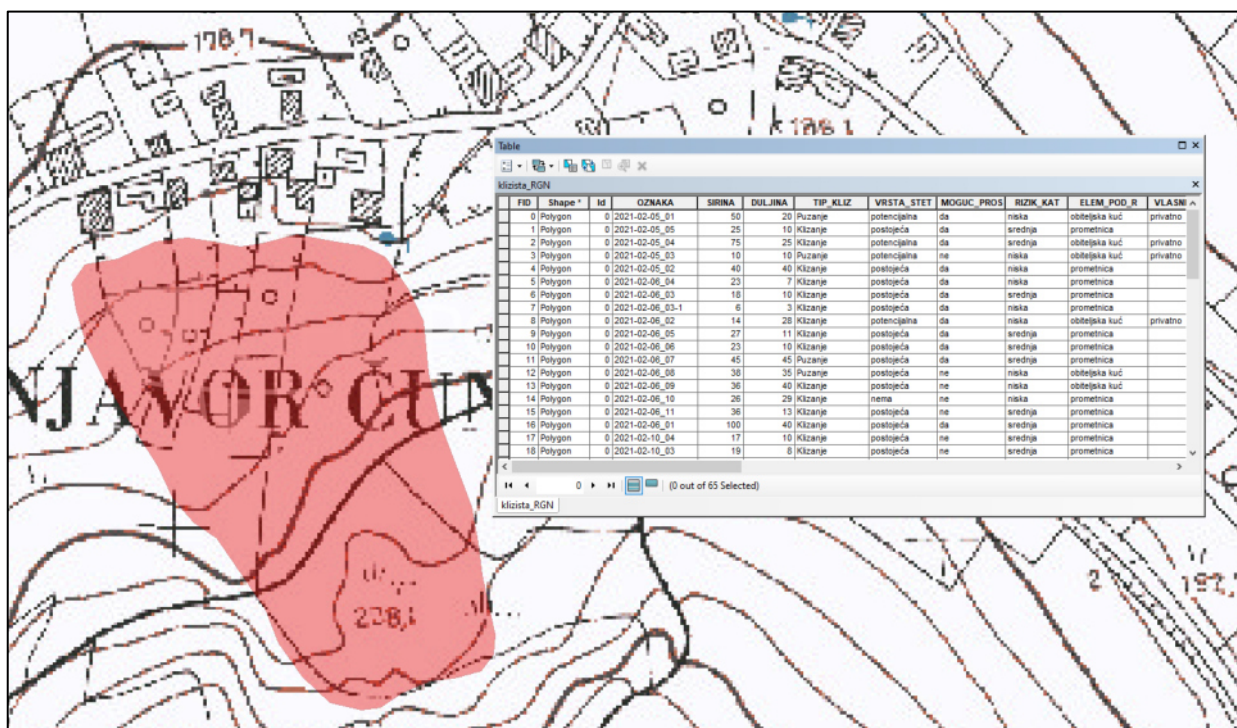 178,7
188,1
Table
klizista_RGN
FID Shape * Id OZNAKA SIRINA DULJINA TIP_KLIZ VRSTA_STET MOGUC_PROS RIZIK_KAT ELEM_POD_R VLASNI
0 Polygon 0 2021-02-05_01 50 20 Puzanje potencijalna da niska obiteljska kuć privatno
1 Polygon 0 2021-02-05_05 25 10 Klizanje postojeća da srednja prometnica
2 Polygon 0 2021-02-05_04 75 25 Klizanje potencijalna da srednja obiteljska kuć privatno
3 Polygon 0 2021-02-05_03 10 10 Puzanje potencijalna ne niska obiteljska kuć privatno
4 Polygon 0 2021-02-05_02 40 40 Klizanje postojeća da niska prometnica
5 Polygon 0 2021-02-06_04 23 7 Klizanje postojeća da niska prometnica
6 Polygon 0 2021-02-06_03 18 10 Klizanje postojeća da srednja prometnica
7 Polygon 0 2021-02-06_03-1 6 3 Klizanje postojeća da niska prometnica
8 Polygon 0 2021-02-06_02 14 28 Klizanje potencijalna da niska obiteljska kuć privatno
9 Polygon 0 2021-02-06_05 27 11 Klizanje postojeća da srednja prometnica
10 Polygon 0 2021-02-06_06 23 10 Klizanje postojeća da srednja prometnica
11 Polygon 0 2021-02-06_07 45 45 Puzanje postojeća da srednja prometnica
12 Polygon 0 2021-02-06_08 38 35 Puzanje postojeća ne niska obiteljska kuć
13 Polygon 0 2021-02-06_09 36 40 Klizanje postojeća ne niska prometnica
14 Polygon 0 2021-02-06_10 26 29 Klizanje nema ne niska prometnica
15 Polygon 0 2021-02-06_11 36 13 Klizanje postojeća ne srednja prometnica
16 Polygon 0 2021-02-06_01 100 40 Klizanje postojeća da srednja prometnica
17 Polygon 0 2021-02-10_04 17 10 Klizanje postojeća ne srednja prometnica
18 Polygon 0 2021-02-10_03 19 8 Klizanje postojeća ne srednja prometnica
0 (0 out of 65 Selected)
klizista_RGN
NJAVOR CUN
228,1